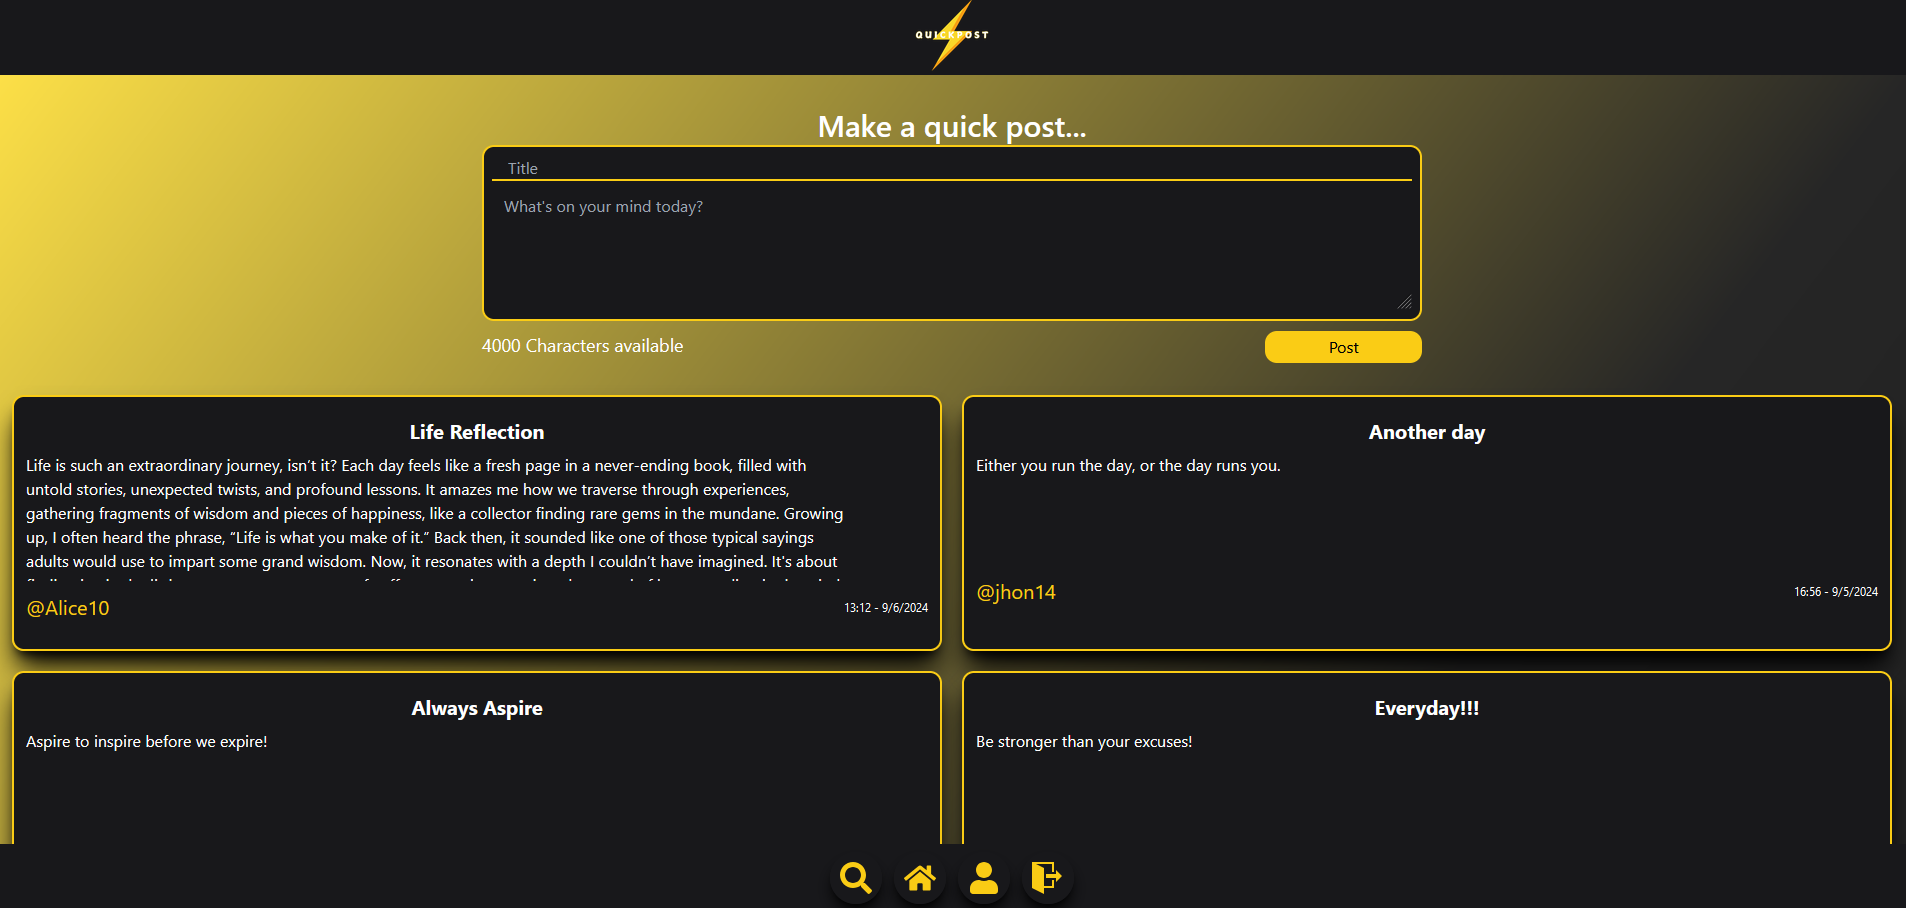 QUICKPOST
Make a quick post...
Title
What's on your mind today?
4000 Characters available
Post
Life Reflection
Life is such an extraordinary journey, isn’t it? Each day feels like a fresh page in a never-ending book, filled with
untold stories, unexpected twists, and profound lessons. It amazes me how we traverse through experiences,
gathering fragments of wisdom and pieces of happiness, like a collector finding rare gems in the mundane. Growing
up, I often heard the phrase, “Life is what you make of it.” Back then, it sounded like one of those typical sayings
adults would use to impart some grand wisdom. Now, it resonates with a depth I couldn’t have imagined. It's about
@Alice10
13:12 - 9/6/2024
Another day
Either you run the day, or the day runs you.
@jhon14
16:56 - 9/5/2024
Always Aspire
Aspire to inspire before we expire!
Everyday!!!
Be stronger than your excuses!